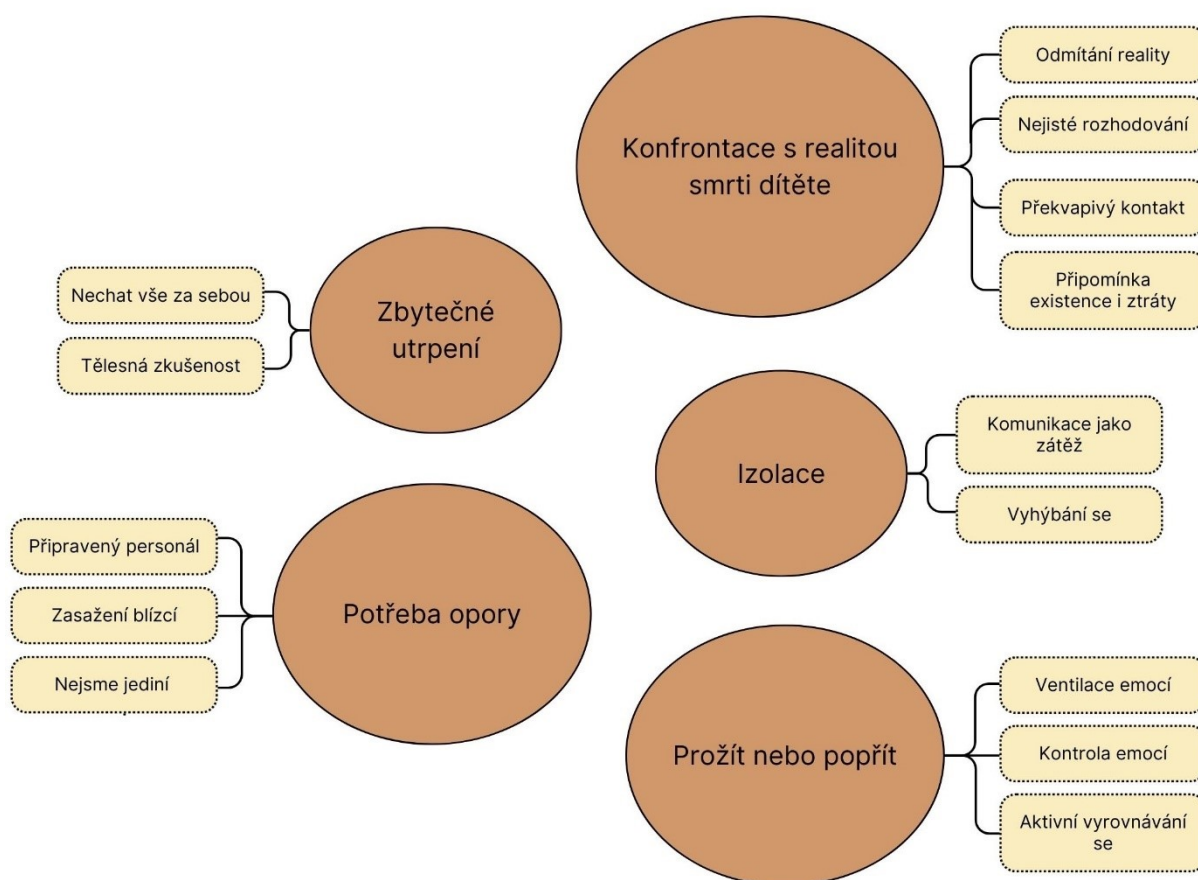 Konfrontace s realitou
smrti dítěte
Odmítání reality
Nejisté rozhodování
Překvapivý kontakt
Připomínka
existence i ztráty
Zbytečné
utrpení
Nechat vše za sebou
Tělesná zkušenost
Izolace
Komunikace jako
zátěž
Vyhýbání se
Potřeba opory
Připravený personál
Zasažení blízcí
Nejsme jediní
Prožít nebo popřít
Ventilace emocí
Kontrola emocí
Aktivní vyrovnávání
se